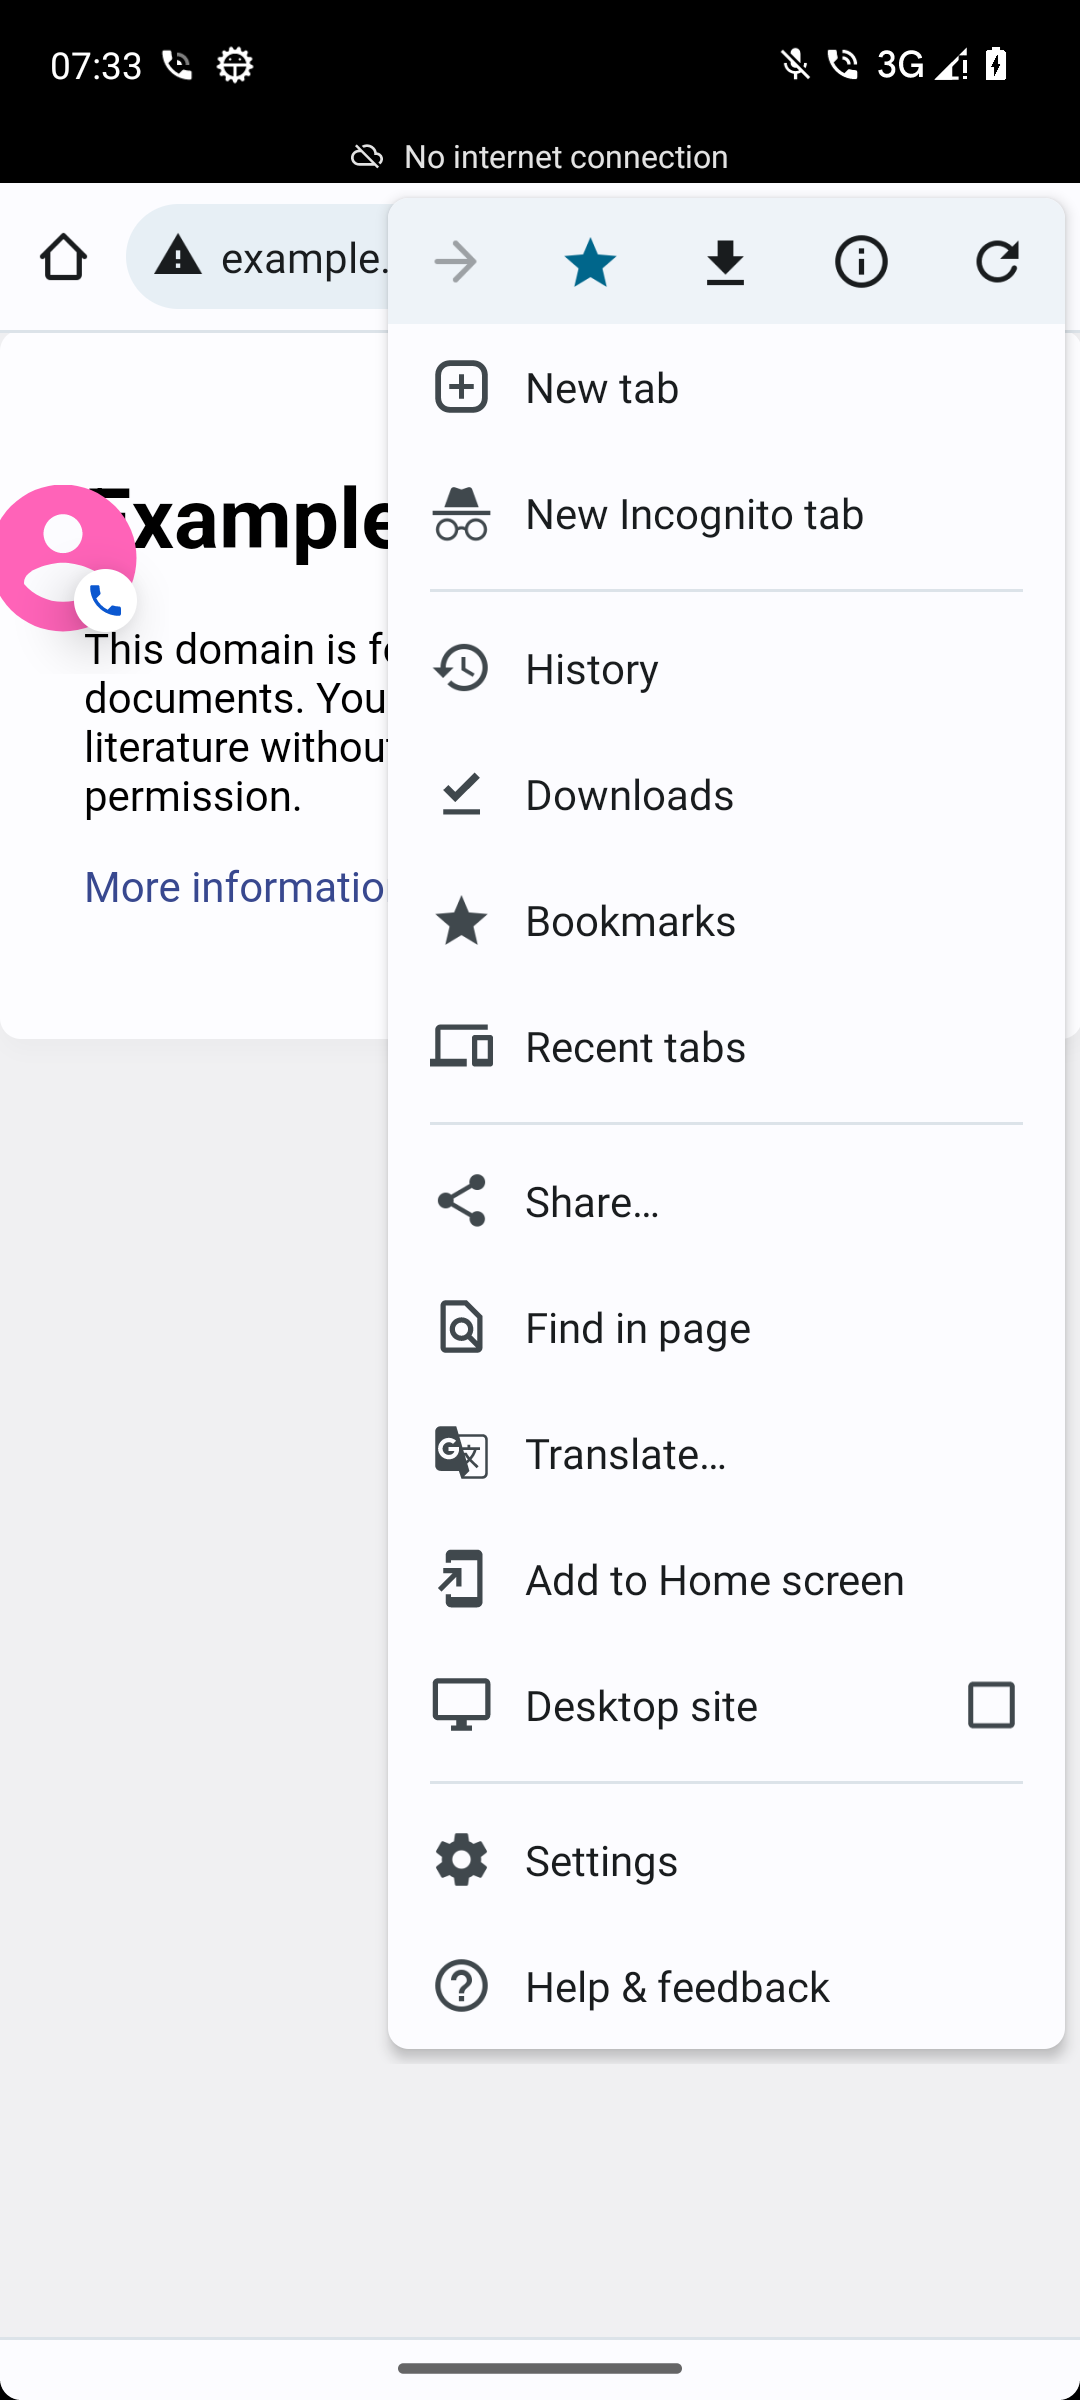 07:33
3G
No internet connection
example.
New tab
New Incognito tab
Example
History
This domain is fo
documents. You
literature without
permission.
Downloads
More informatio
Bookmarks
Recent tabs
Share…
Find in page
Translate…
Add to Home screen
Desktop site
Settings
Help & feedback